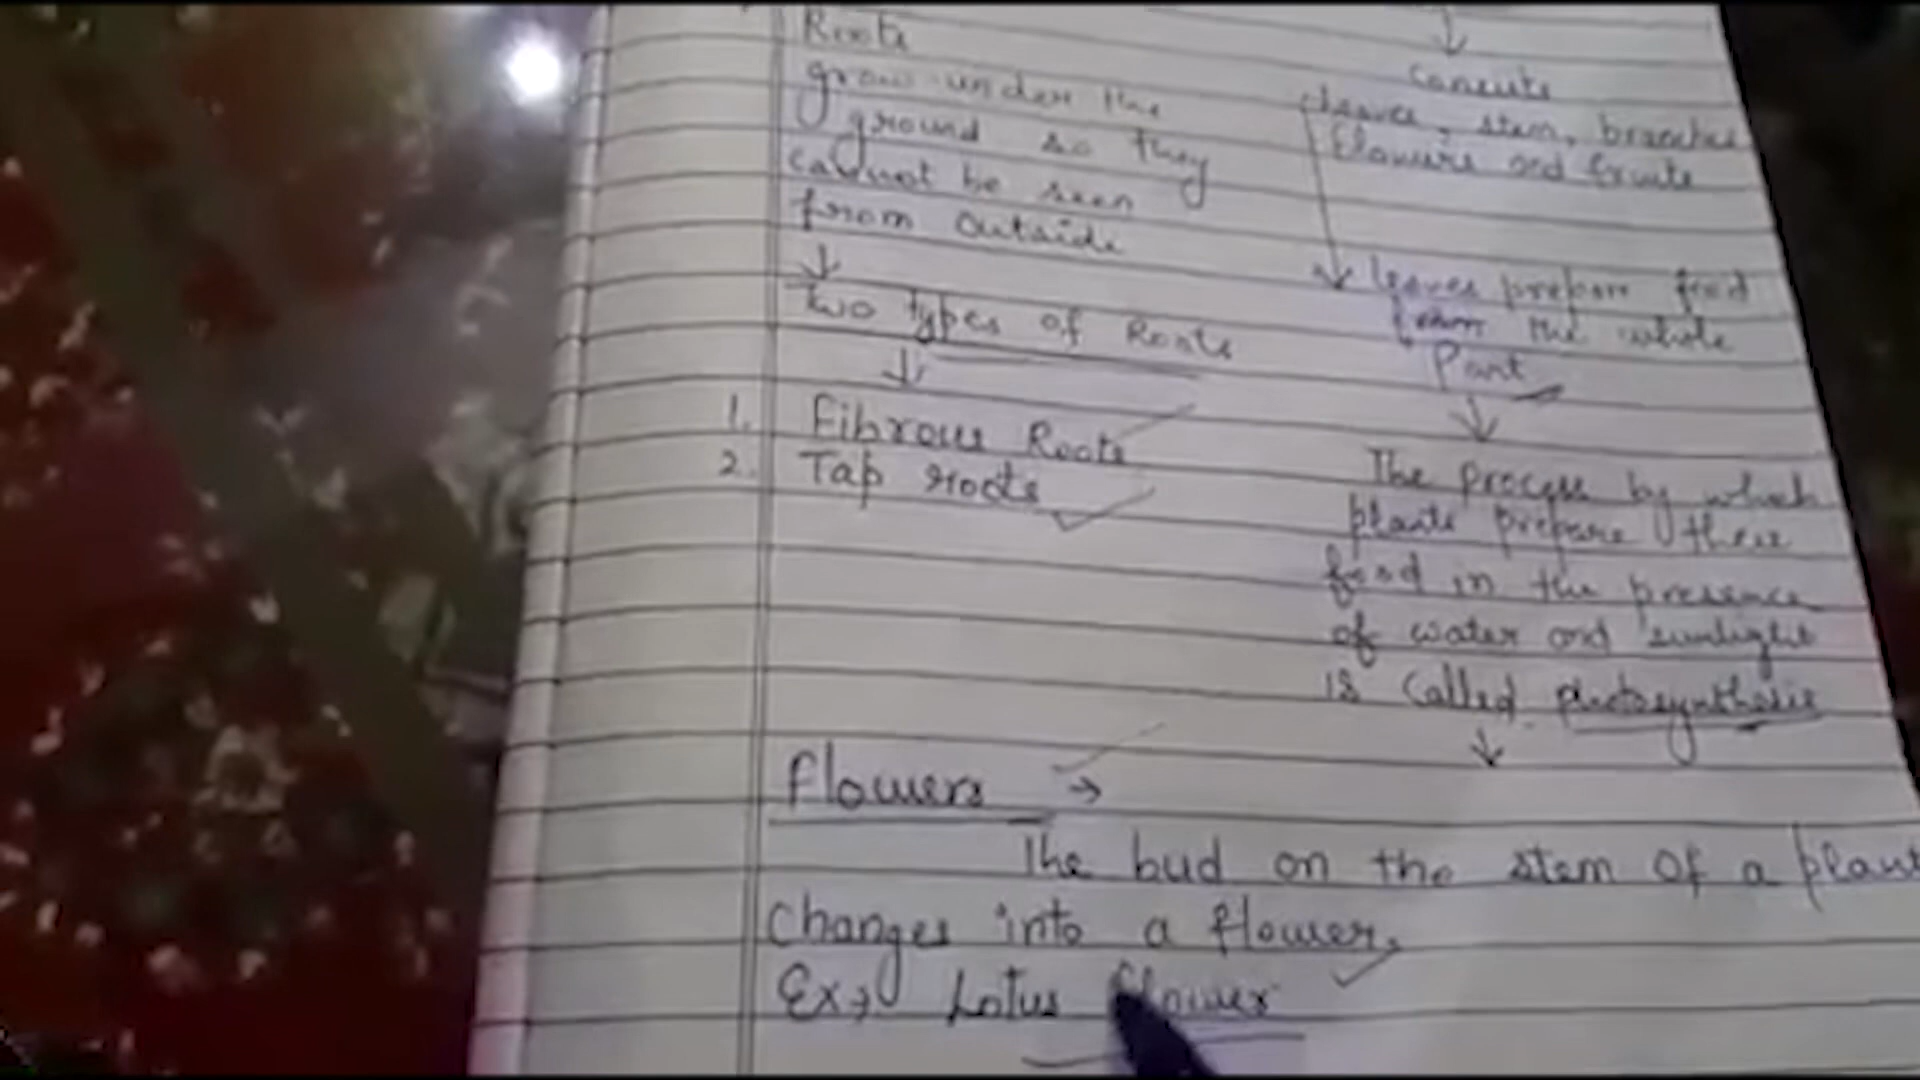 Roots
grow under the
ground so they
cannot be seen
from outside
↓
two types of Roots
↓
1. Fibrous Roots
2. Tap roots
↓
leaves, stem, branches
flowers and fruits
↓ leaves prepare food
from the whole
Part
↓
The process by which
plants prepare their
food in the presence
of water and sunlight
is called photosynthesis
↓
Flowers →
The bud on the stem of a plant
Changes into a flower.
Ex→ Lotus flower